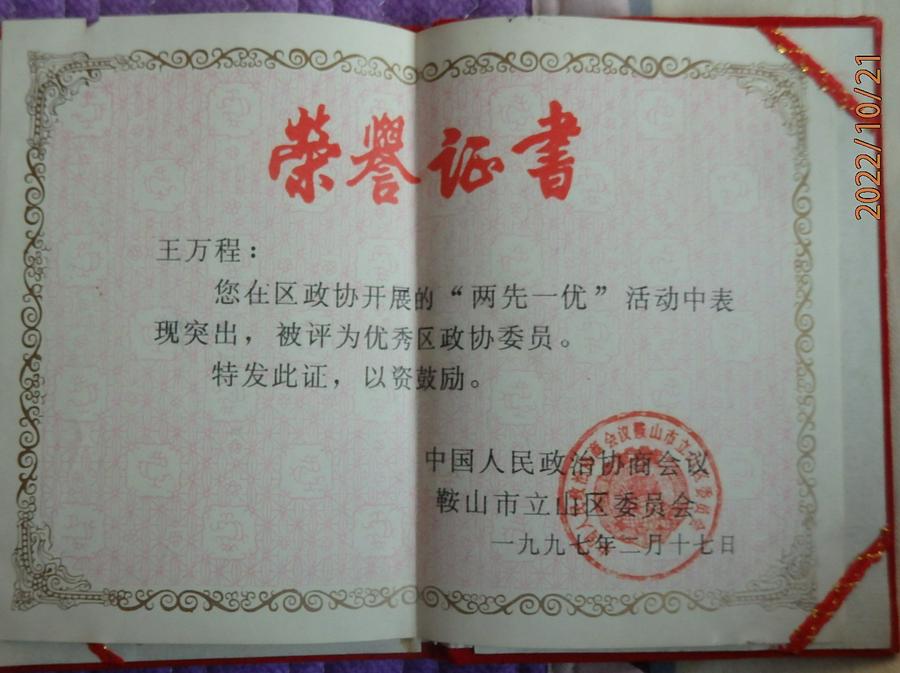 荣誉证书
王万程：
您在区政协开展的“两先一优”活动中表
现突出，被评为优秀区政协委员。
特发此证，以资鼓励。
中国人民政治协商会议
鞍山市立山区委员会
一九九七年二月十七日
2022/10/21